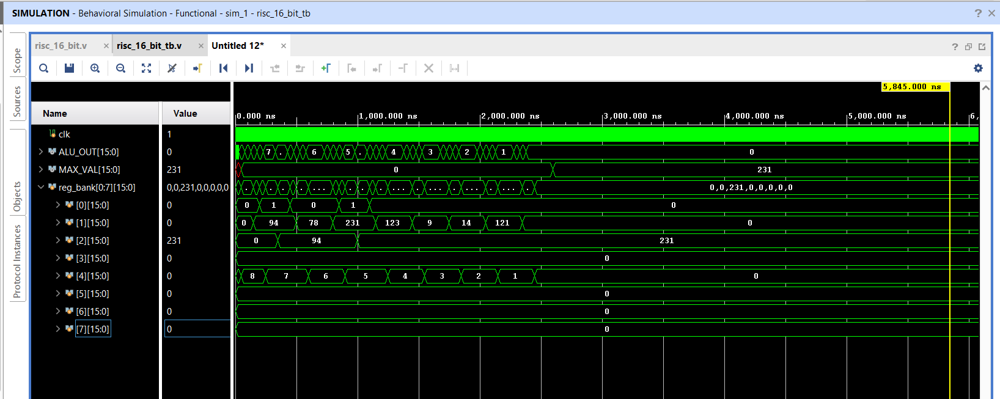 SIMULATION - Behavioral Simulation - Functional - sim_1 - risc_16_bit_tb ? ×
Scope
Sources
Objects
Protocol Instances
risc_16_bit.v × risc_16_bit_tb.v × Untitled 12* × ?
5,845.000 ns
Name Value 0.000 ns 1,000.000 ns 2,000.000 ns 3,000.000 ns 4,000.000 ns 5,000.000 ns 6,
clk 1
ALU_OUT[15:0] 0 7 . 6 5 . 4 3 2 1 0
MAX_VAL[15:0] 231 0 231
reg_bank[0:7][15:0] 0,0,231,0,0,0,0,0 . . . ... . . . ... . ... . ... . ... . 0,0,231,0,0,0,0,0
[0][15:0] 0 0 1 0 1 0
[1][15:0] 0 0 94 78 231 123 9 14 121 0
[2][15:0] 231 0 94 231
[3][15:0] 0 0
[4][15:0] 0 8 7 6 5 4 3 2 1 0
[5][15:0] 0 0
[6][15:0] 0 0
[7][15:0] 0 0